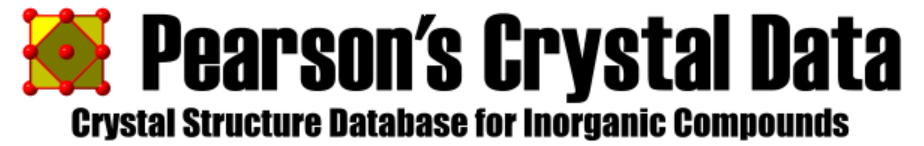 Pearson's Crystal Data
Crystal Structure Database for Inorganic Compounds